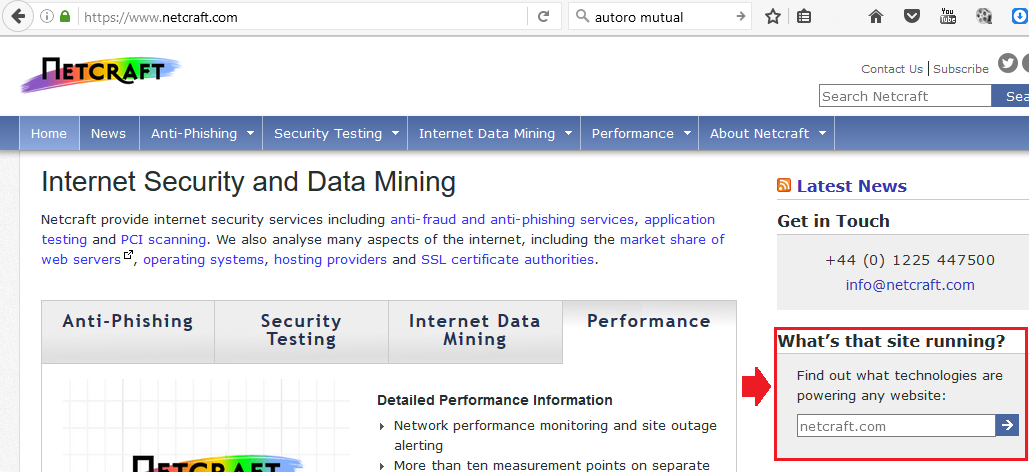 https://www.netcraft.com
autoro mutual
You
Tube
NETCRAFT
Contact Us | Subscribe
Search Netcraft
Sea
Home
News
Anti-Phishing
Security Testing
Internet Data Mining
Performance
About Netcraft
Internet Security and Data Mining
Netcraft provide internet security services including anti-fraud and anti-phishing services, application
testing and PCI scanning. We also analyse many aspects of the internet, including the market share of
web servers, operating systems, hosting providers and SSL certificate authorities.
Anti-Phishing
Security
Testing
Internet Data
Mining
Performance
NETCRAFT
Detailed Performance Information
Network performance monitoring and site outage
alerting
More than ten measurement points on separate
Latest News
Get in Touch
+44 (0) 1225 447500
info@netcraft.com
What's that site running?
Find out what technologies are
powering any website:
netcraft.com